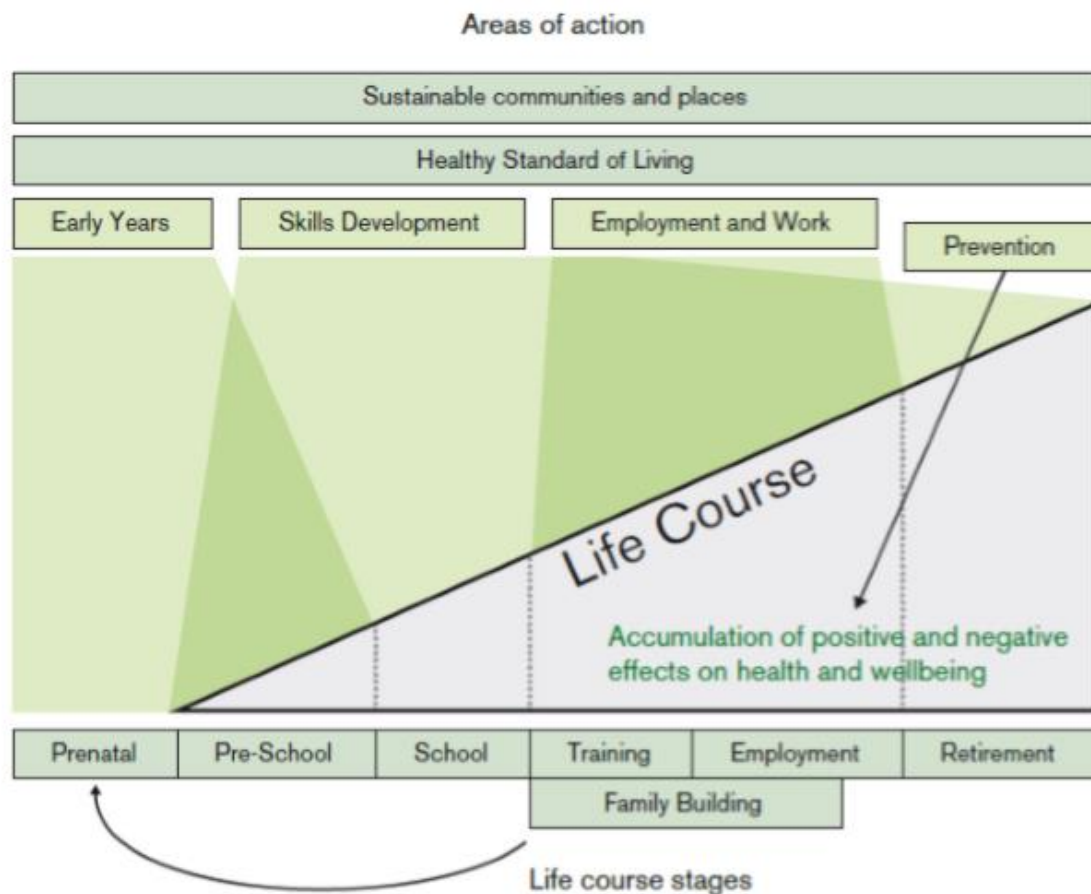 Areas of action
Sustainable communities and places
Healthy Standard of Living
Early Years
Skills Development
Employment and Work
Prevention
Life Course
Accumulation of positive and negative
effects on health and wellbeing
Prenatal
Pre-School
School
Training
Employment
Retirement
Family Building
Life course stages